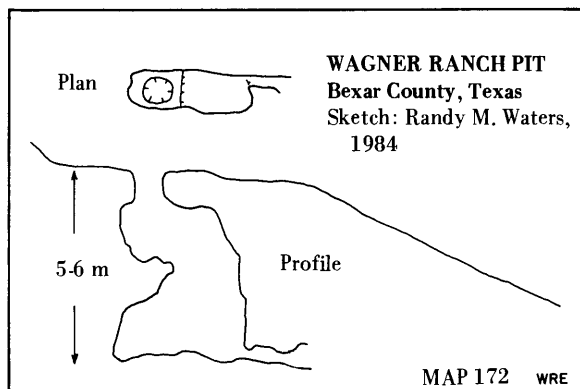 Plan
WAGNER RANCH PIT
Bexar County, Texas
Sketch: Randy M. Waters,
1984
5-6 m
Profile
MAP 172 WRE